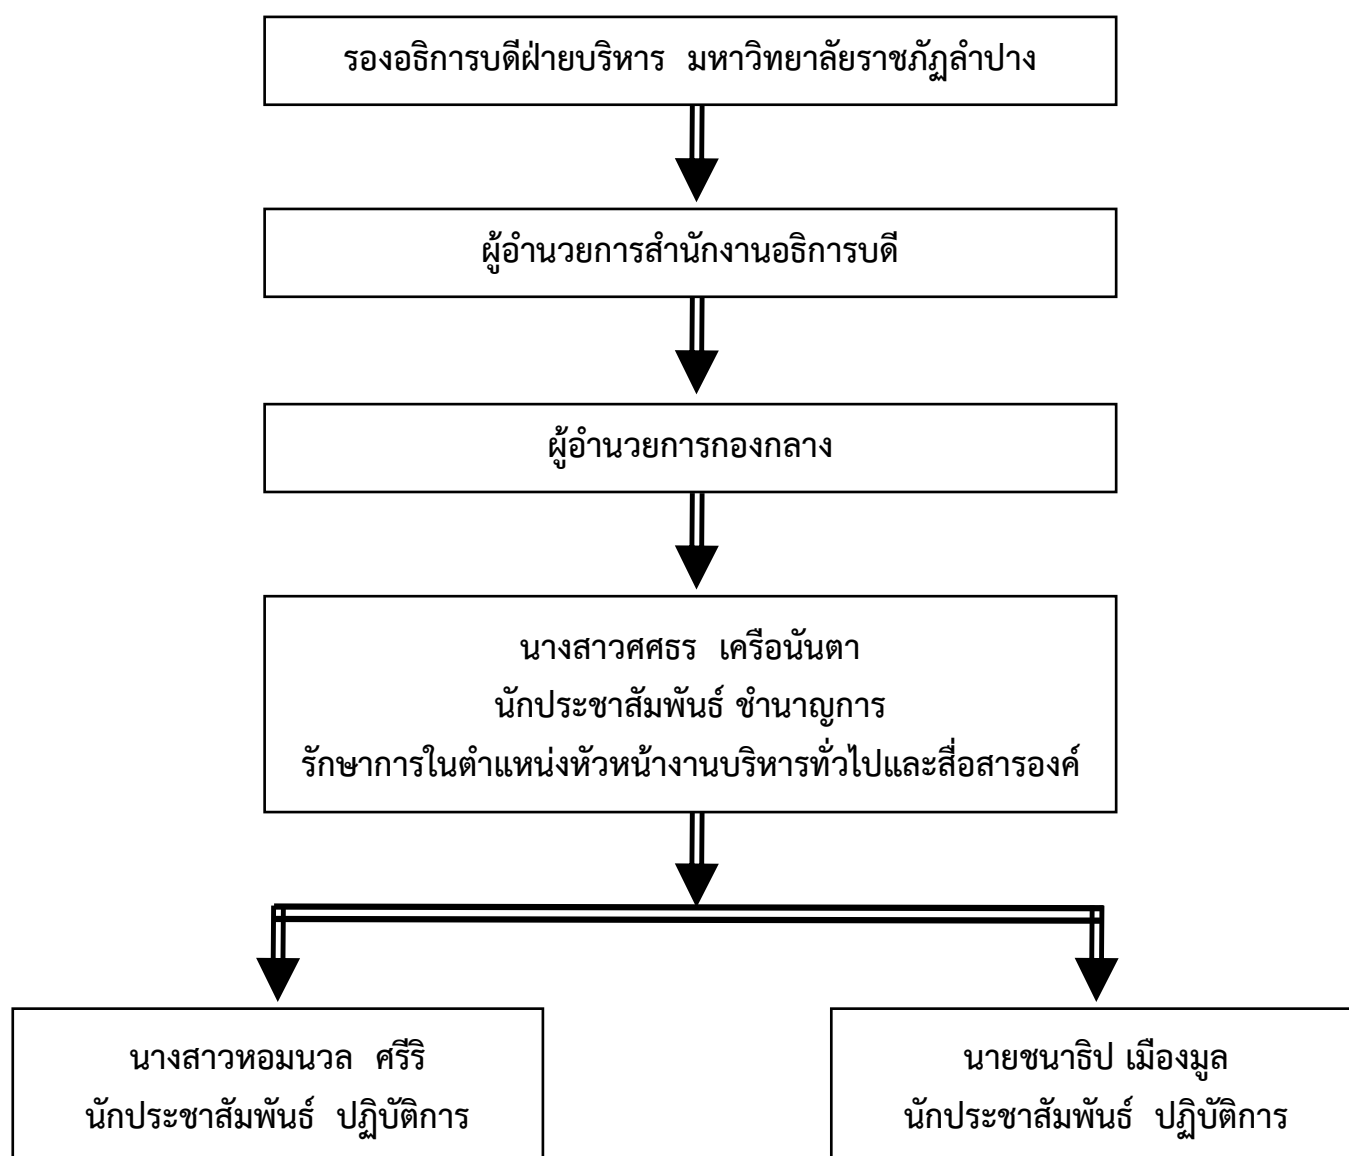 รองอธิการบดีฝ่ายบริหาร มหาวิทยาลัยราชภัฏลำปาง
ผู้อำนวยการสำนักงานอธิการบดี
ผู้อำนวยการกองกลาง
นางสาวศศธร เครือนันตา
นักประชาสัมพันธ์ ชำนาญการ
รักษาการในตำแหน่งหัวหน้างานบริหารทั่วไปและสื่อสารองค์
นางสาวหอมนวล ศรีริ
นักประชาสัมพันธ์ ปฏิบัติการ
นายชนาธิป เมืองมูล
นักประชาสัมพันธ์ ปฏิบัติการ